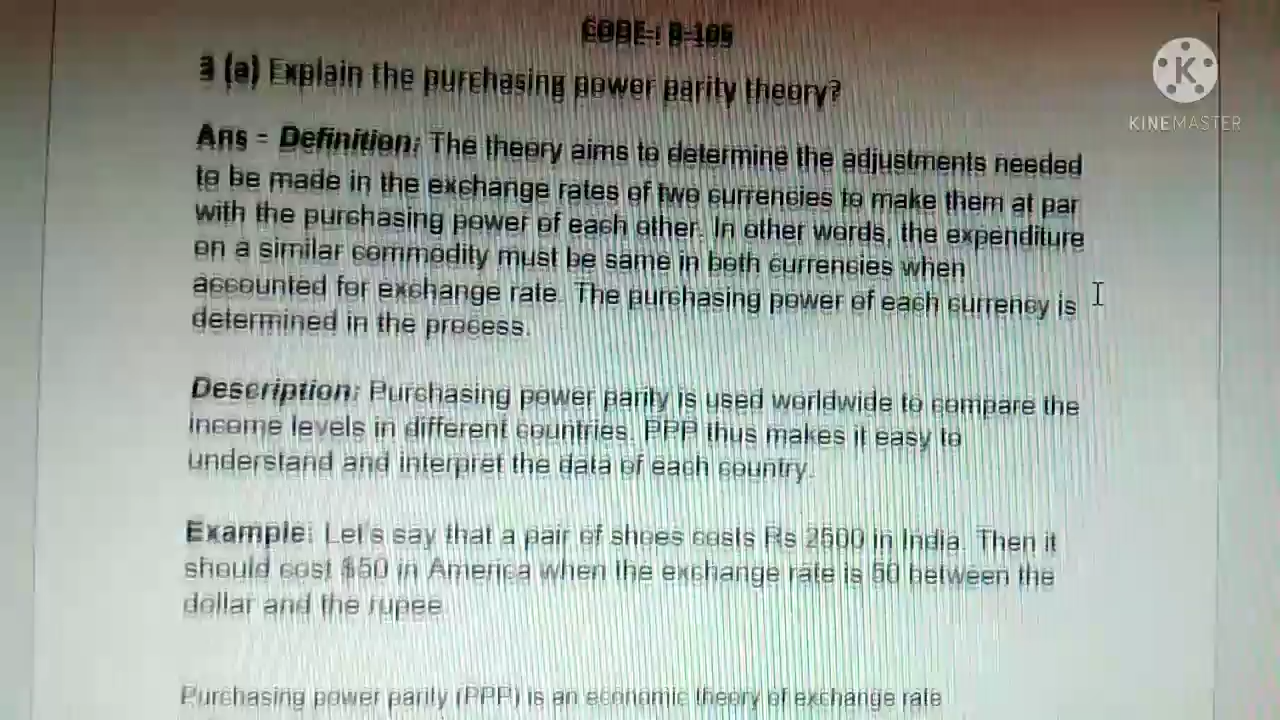 CODE: B-105
3 (a) Explain the purchasing power parity theory?
K
KINEMASTER
Ans = Definition: The theory aims to determine the adjustments needed
to be made in the exchange rates of two currencies to make them at par
with the purchasing power of each other. In other words, the expenditure
on a similar commodity must be same in both currencies when
accounted for exchange rate. The purchasing power of each currency is
determined in the process.
Description: Purchasing power parity is used worldwide to compare the
income levels in different countries. PPP thus makes it easy to
understand and interpret the data of each country.
Example: Let's say that a pair of shoes costs Rs 2500 in India. Then it
should cost $50 in America when the exchange rate is 50 between the
dollar and the rupee.
Purchasing power parity (PPP) is an economic theory of exchange rate